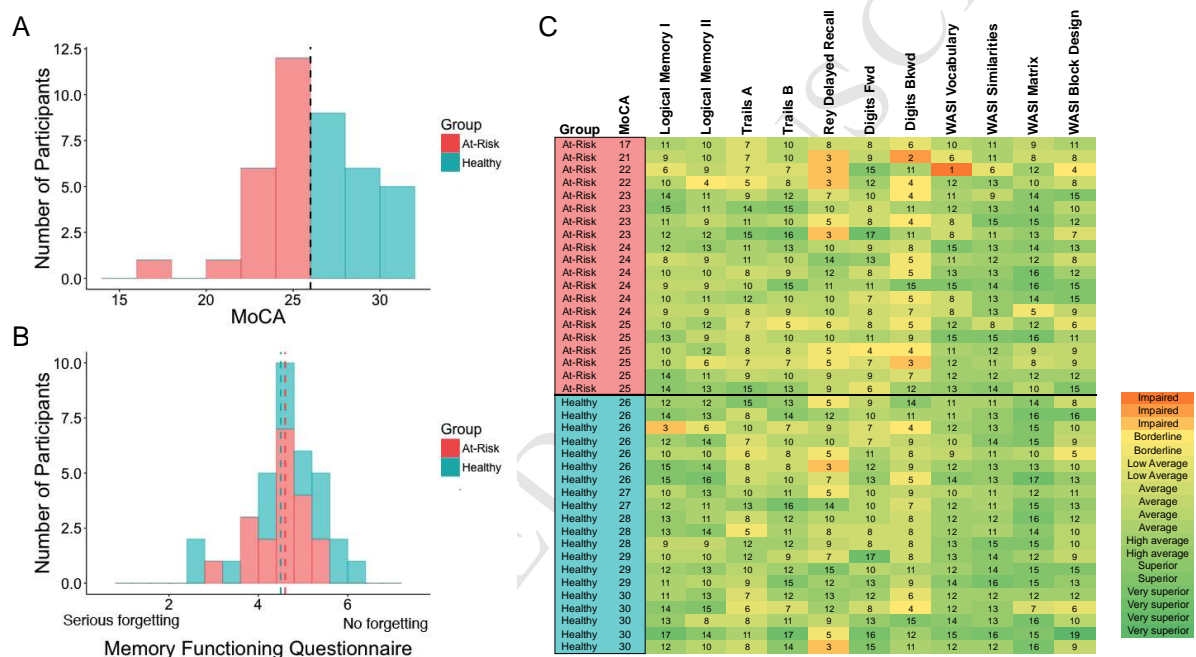 A
12.5
10.0
7.5
5.0
2.5
0.0
Number of Participants
15 20 25 30
MoCA
Group
At-Risk
Healthy
B
10.0
7.5
5.0
2.5
0.0
Number of Participants
2 4 6
Serious forgetting No forgetting
Memory Functioning Questionnaire
Group
At-Risk
Healthy
C
Group MoCA Logical Memory I Logical Memory II Trails A Trails B Rey Delayed Recall Digits Fwd Digits Bkwd WASI Vocabulary WASI Similarities WASI Matrix WASI Block Design
At-Risk 17 11 10 7 10 8 8 6 10 11 9 11
At-Risk 21 9 10 7 10 3 9 2 6 11 8 8
At-Risk 22 6 9 7 7 3 15 11 1 6 12 4
At-Risk 22 10 4 5 8 3 12 4 12 13 10 8
At-Risk 23 14 11 9 12 7 10 4 11 9 14 15
At-Risk 23 15 11 14 15 10 8 11 12 13 14 10
At-Risk 23 11 9 11 10 5 8 4 8 15 15 12
At-Risk 23 12 12 15 16 3 17 11 8 11 13 7
At-Risk 24 12 13 11 13 10 9 8 15 13 14 13
At-Risk 24 8 9 11 10 14 13 5 11 12 12 8
At-Risk 24 10 10 8 9 12 8 5 13 13 16 12
At-Risk 24 9 9 10 15 11 11 15 15 14 16 15
At-Risk 24 10 11 12 10 10 7 5 8 13 14 15
At-Risk 24 9 9 8 9 10 8 7 8 13 5 9
At-Risk 25 10 12 7 5 6 8 5 12 8 12 6
At-Risk 25 13 9 8 10 10 11 9 15 15 16 11
At-Risk 25 10 12 8 8 5 4 4 11 12 9 9
At-Risk 25 10 6 7 7 5 7 3 12 11 8 9
At-Risk 25 14 11 9 10 9 9 7 12 12 12 12
At-Risk 25 14 13 15 13 9 6 12 13 14 10 15
Healthy 26 12 12 15 13 5 9 14 11 11 14 8
Healthy 26 14 13 8 14 12 10 11 11 13 16 16
Healthy 26 3 6 10 7 9 7 4 12 13 15 10
Healthy 26 12 14 7 10 10 7 9 10 14 15 9
Healthy 26 10 10 6 8 5 11 8 9 11 10 5
Healthy 26 15 14 8 8 3 12 9 12 13 13 10
Healthy 26 15 16 8 10 7 13 5 14 13 17 13
Healthy 27 10 13 10 11 5 10 9 10 11 12 11
Healthy 27 12 11 13 16 14 10 7 12 11 15 13
Healthy 28 13 11 8 12 10 10 8 12 12 16 12
Healthy 28 13 14 5 11 8 8 8 12 11 14 10
Healthy 28 9 9 12 12 9 8 8 13 15 15 10
Healthy 29 10 10 12 9 7 17 8 13 14 12 9
Healthy 29 12 13 10 12 15 10 11 12 14 15 15
Healthy 29 11 10 9 15 12 13 9 14 16 15 13
Healthy 30 11 13 7 12 13 12 6 12 12 12 12
Healthy 30 14 15 6 7 12 8 4 12 13 7 6
Healthy 30 13 8 8 11 9 13 15 14 13 16 10
Healthy 30 17 14 11 17 5 16 12 15 16 15 19
Healthy 30 12 10 8 14 3 15 11 12 12 16 9
Impaired
Impaired
Impaired
Borderline
Borderline
Low Average
Low Average
Average
Average
Average
Average
High average
High average
Superior
Superior
Very superior
Very superior
Very superior
Very superior